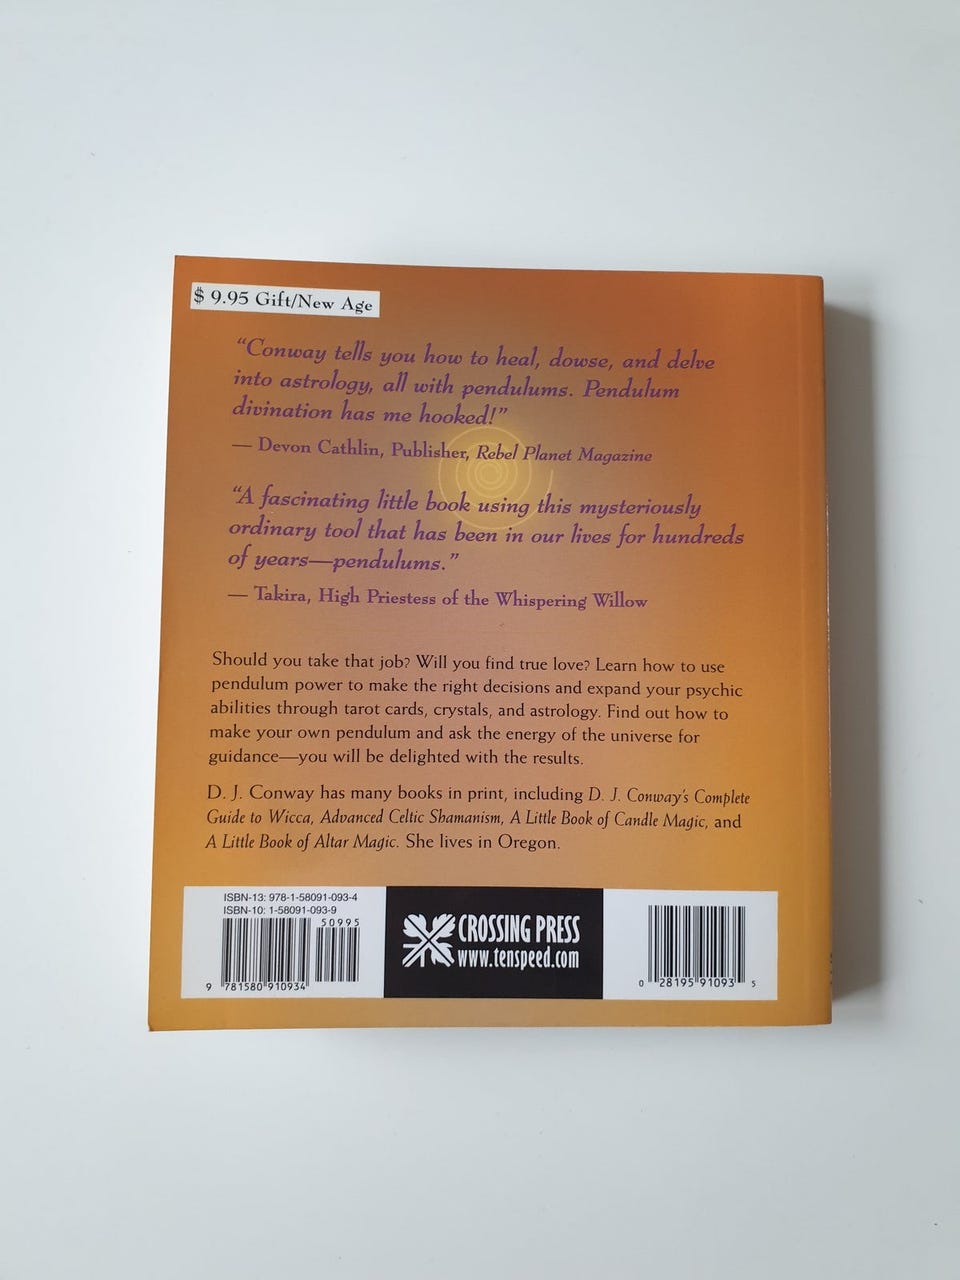 $ 9.95 Gift/New Age
“Conway tells you how to heal, dowse, and delve
into astrology, all with pendulums. Pendulum
divination has me hooked!”
— Devon Cathlin, Publisher, Rebel Planet Magazine
“A fascinating little book using this mysteriously
ordinary tool that has been in our lives for hundreds
of years—pendulums.”
— Takira, High Priestess of the Whispering Willow
Should you take that job? Will you find true love? Learn how to use
pendulum power to make the right decisions and expand your psychic
abilities through tarot cards, crystals, and astrology. Find out how to
make your own pendulum and ask the energy of the universe for
guidance—you will be delighted with the results.
D. J. Conway has many books in print, including D. J. Conway's Complete
Guide to Wicca, Advanced Celtic Shamanism, A Little Book of Candle Magic, and
A Little Book of Altar Magic. She lives in Oregon.
ISBN-13: 978-1-58091-093-4
ISBN-10: 1-58091-093-9
50995
9 781580 910934
CROSSING PRESS
www.tenspeed.com
0 28195 91093 5